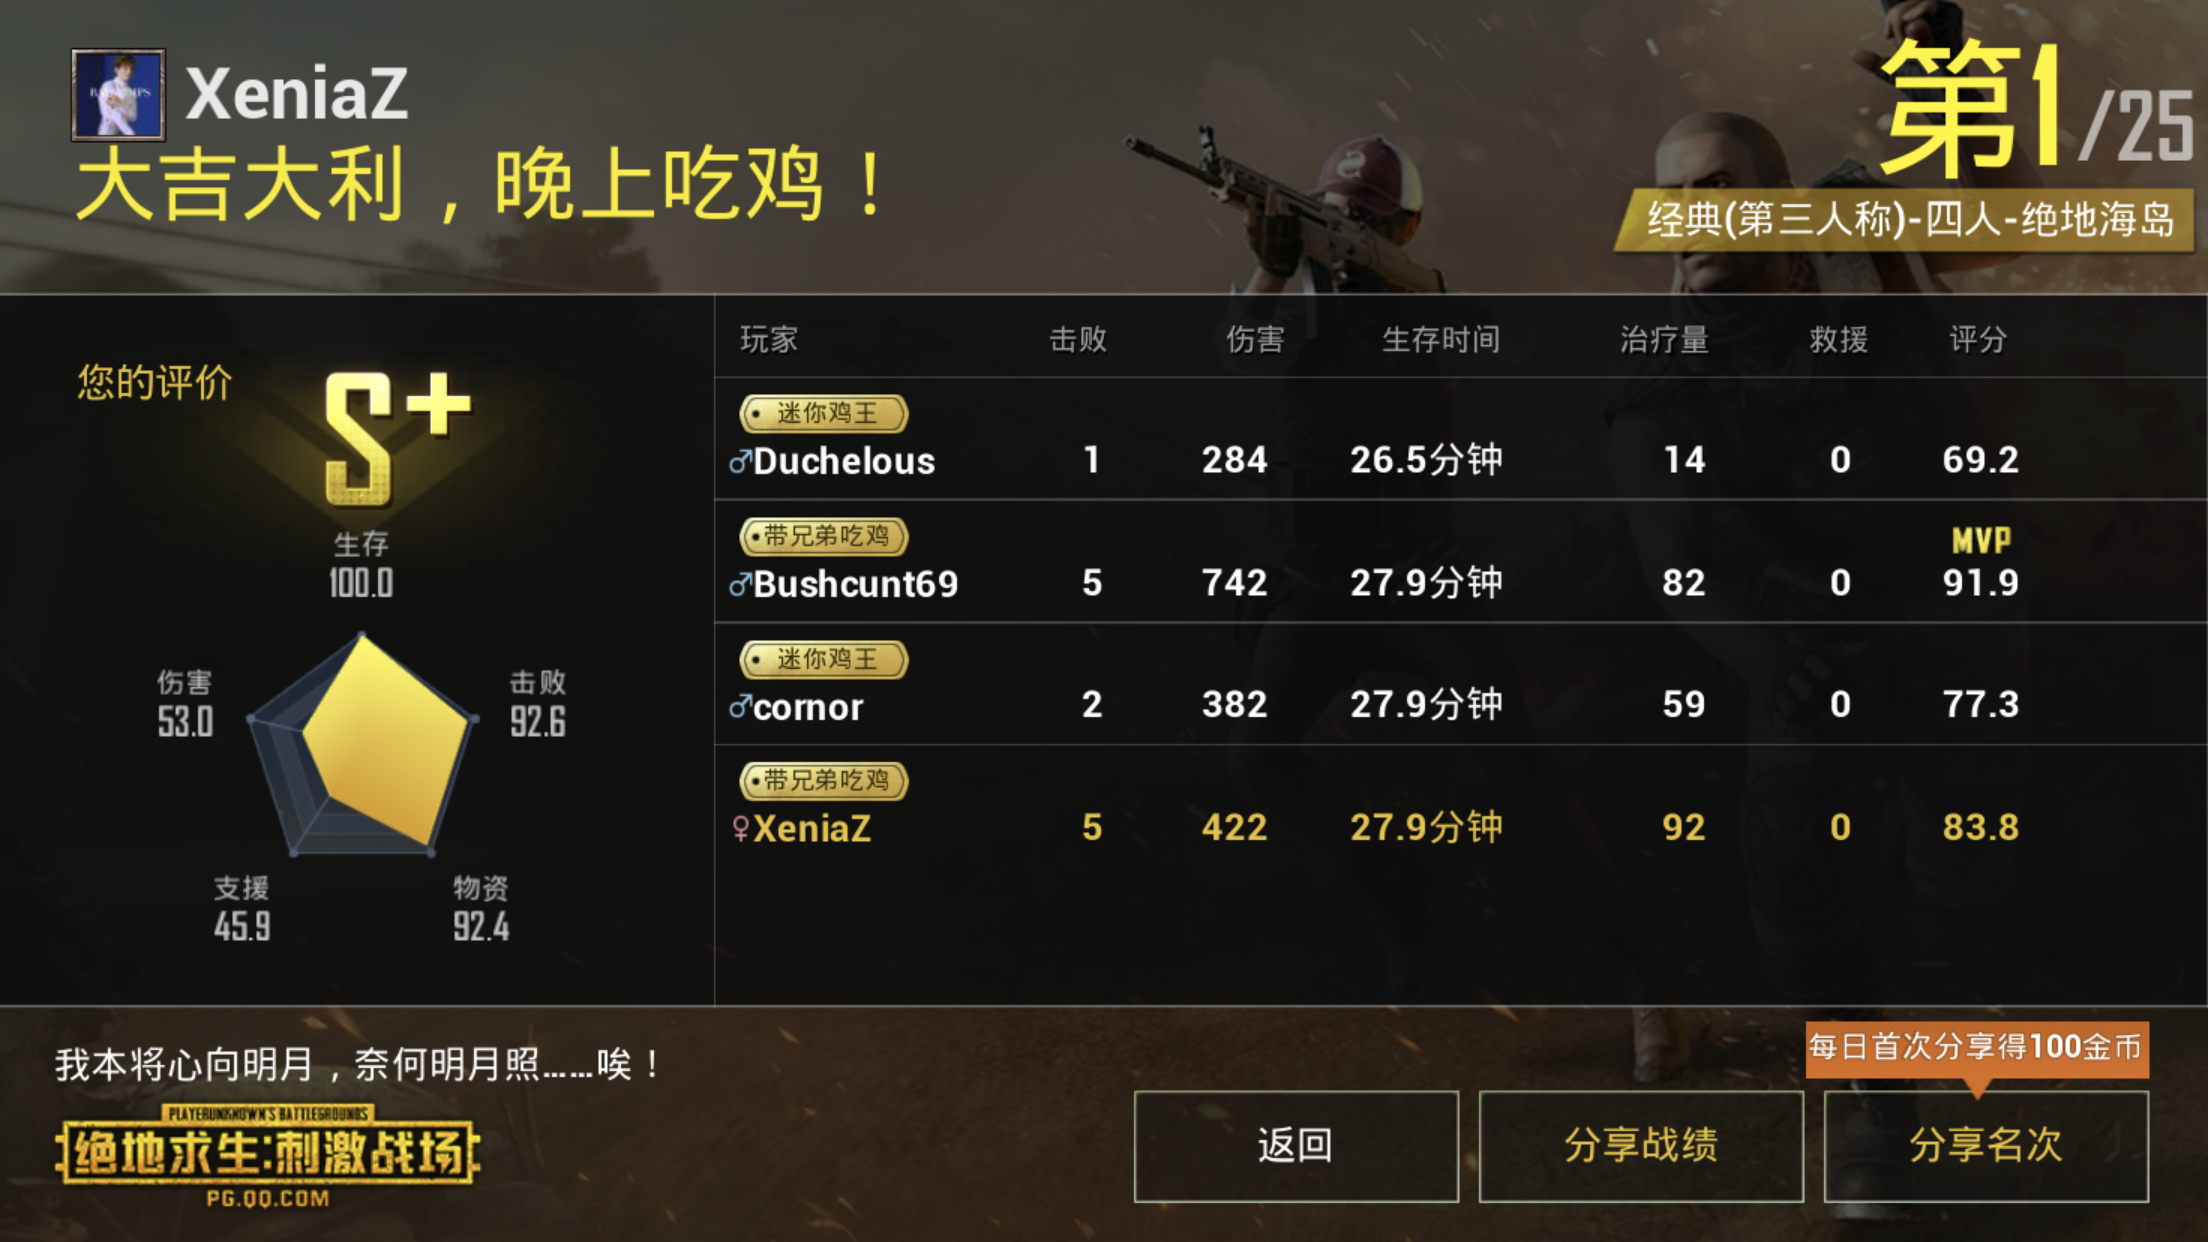 XeniaZ
大吉大利，晚上吃鸡！
第1/25
经典(第三人称)-四人-绝地海岛
您的评价
S+
生存
100.0
伤害
53.0
击败
92.6
支援
45.9
物资
92.4
玩家 击败 伤害 生存时间 治疗量 救援 评分
迷你鸡王
♂Duchelous 1 284 26.5分钟 14 0 69.2
带兄弟吃鸡 MVP
♂Bushcunt69 5 742 27.9分钟 82 0 91.9
迷你鸡王
♂cornor 2 382 27.9分钟 59 0 77.3
带兄弟吃鸡
♀XeniaZ 5 422 27.9分钟 92 0 83.8
我本将心向明月，奈何明月照……唉！
PLAYERUNKNOWN'S BATTLEGROUNDS
绝地求生:刺激战场
PG.QQ.COM
每日首次分享得100金币
返回
分享战绩
分享名次